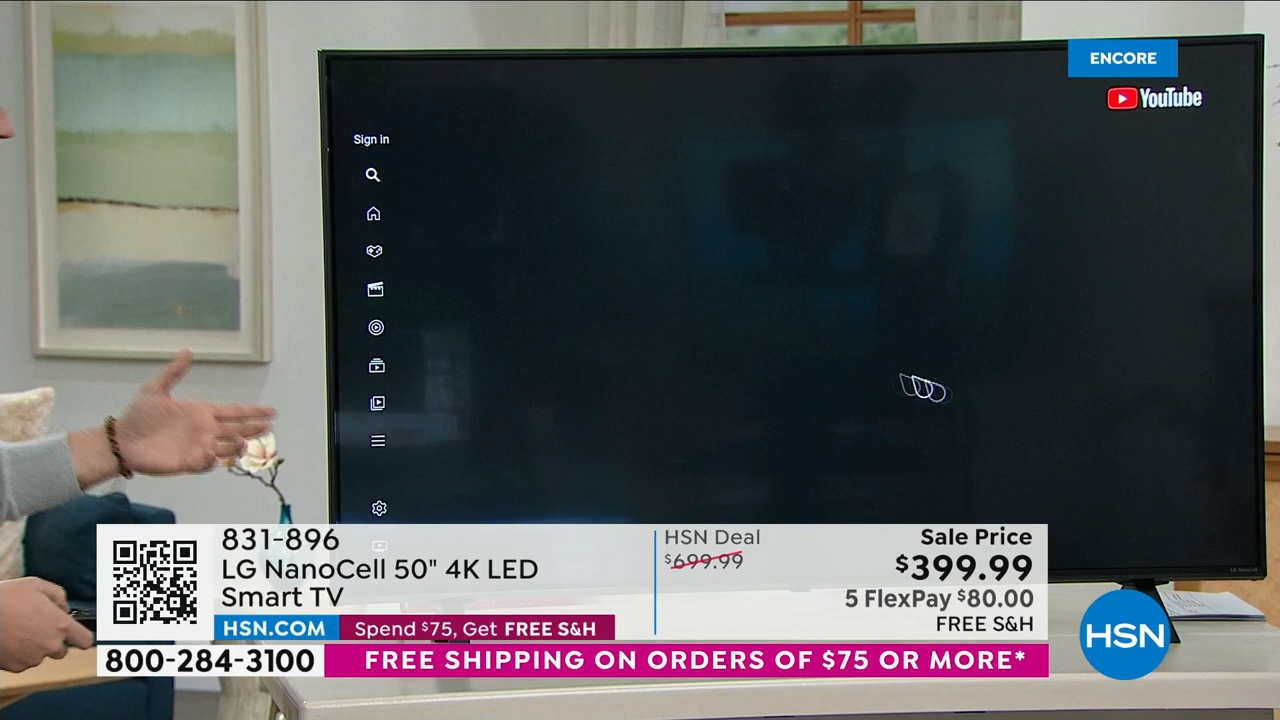 ENCORE
YouTube
Sign in
831-896
LG NanoCell 50" 4K LED
Smart TV
HSN.COM
Spend $75, Get FREE S&H
HSN Deal
$699.99
Sale Price
$399.99
5 FlexPay $80.00
FREE S&H
HSN
800-284-3100
FREE SHIPPING ON ORDERS OF $75 OR MORE*
LG NanoCell